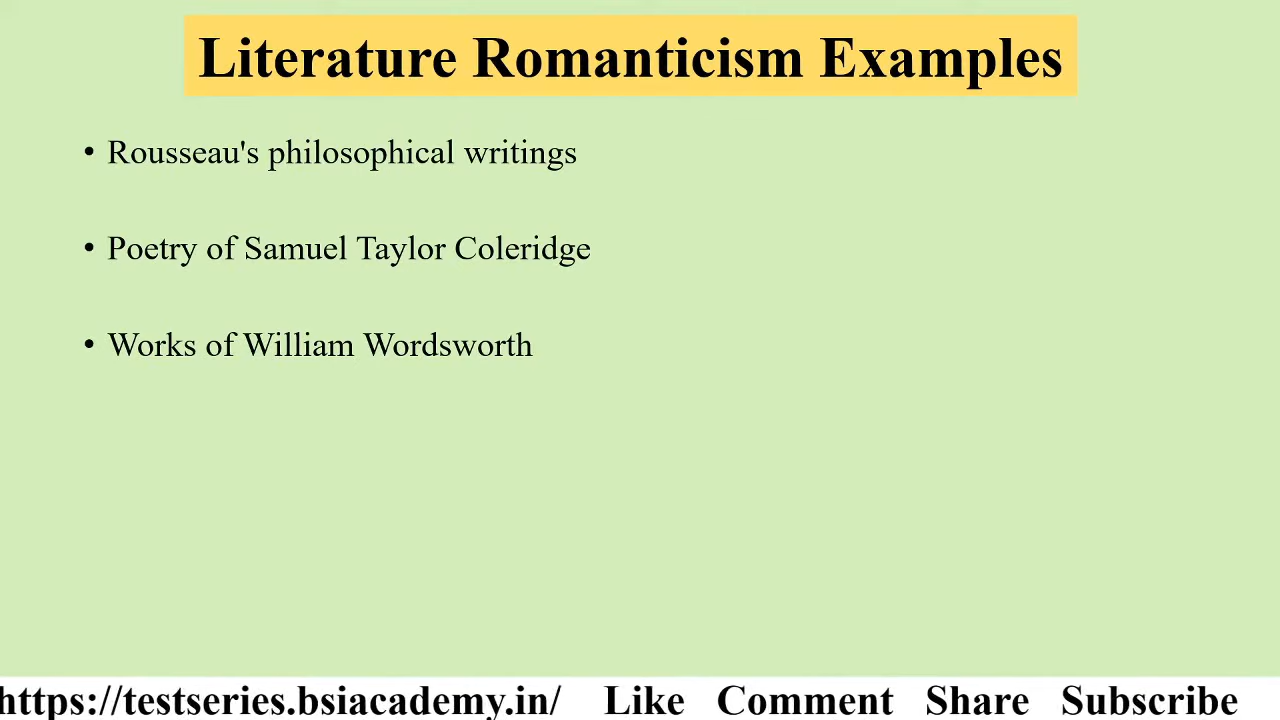 Literature Romanticism Examples
• Rousseau's philosophical writings
• Poetry of Samuel Taylor Coleridge
• Works of William Wordsworth
https://testseries.bsiacademy.in/ Like Comment Share Subscribe